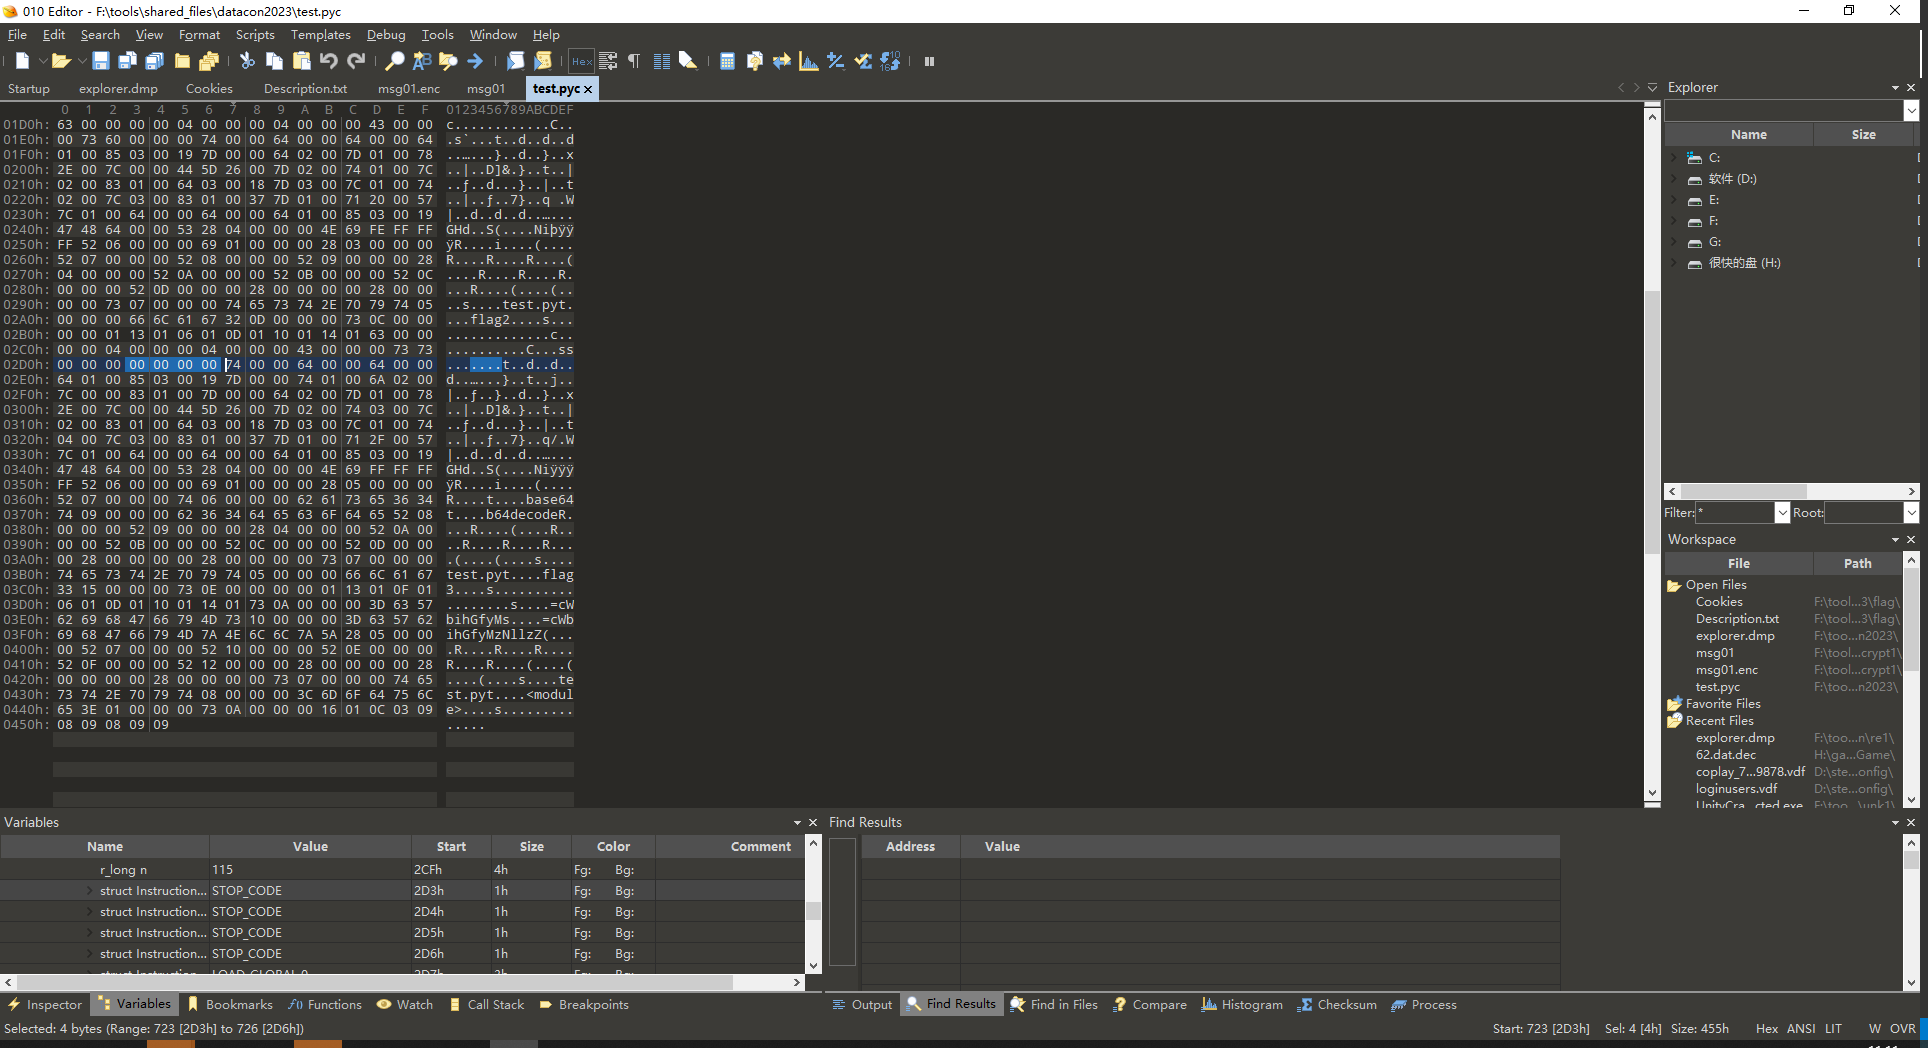 010 Editor - F:\tools\shared_files\datacon2023\test.pyc
File Edit Search View Format Scripts Templates Debug Tools Window Help
Startup explorer.dmp Cookies Description.txt msg01.enc msg01 test.pyc
0 1 2 3 4 5 6 7 8 9 A B C D E F 0123456789ABCDEF
01D0h: 63 00 00 00 00 04 00 00 00 04 00 00 00 43 00 00 c............C..
01E0h: 00 73 60 00 00 00 74 00 00 64 00 00 64 00 00 64 .s`...t..d..d..d
01F0h: 01 00 85 03 00 19 7D 00 00 64 02 00 7D 01 00 78 ..…...}..d..}..x
0200h: 2E 00 7C 00 00 44 5D 26 00 7D 02 00 74 01 00 7C ..|..D]&.}..t..|
0210h: 02 00 83 01 00 64 03 00 18 7D 03 00 7C 01 00 74 ..ƒ..d...}..|..t
0220h: 02 00 7C 03 00 83 01 00 37 7D 01 00 71 20 00 57 ..|..ƒ..7}..q .W
0230h: 7C 01 00 64 00 00 64 00 00 64 01 00 85 03 00 19 |..d..d..d..…...
0240h: 47 48 64 00 00 53 28 04 00 00 00 4E 69 FE FF FF GHd..S(....Niþÿÿ
0250h: FF 52 06 00 00 00 69 01 00 00 00 28 03 00 00 00 ÿR....i....(....
0260h: 52 07 00 00 00 52 08 00 00 00 52 09 00 00 00 28 R....R....R....(
0270h: 04 00 00 00 52 0A 00 00 00 52 0B 00 00 00 52 0C ....R....R....R.
0280h: 00 00 00 52 0D 00 00 00 28 00 00 00 00 28 00 00 ...R....(....(..
0290h: 00 00 73 07 00 00 00 74 65 73 74 2E 70 79 74 05 ..s....test.pyt.
02A0h: 00 00 00 66 6C 61 67 32 0D 00 00 00 73 0C 00 00 ...flag2....s...
02B0h: 00 00 01 13 01 06 01 0D 01 10 01 14 01 63 00 00 .............c..
02C0h: 00 00 04 00 00 00 04 00 00 00 43 00 00 00 73 73 ..........C...ss
02D0h: 00 00 00 00 00 00 00 74 00 00 64 00 00 64 00 00 .......t..d..d..
02E0h: 64 01 00 85 03 00 19 7D 00 00 74 01 00 6A 02 00 d..…...}..t..j..
02F0h: 7C 00 00 83 01 00 7D 00 00 64 02 00 7D 01 00 78 |..ƒ..}..d..}..x
0300h: 2E 00 7C 00 00 44 5D 26 00 7D 02 00 74 03 00 7C ..|..D]&.}..t..|
0310h: 02 00 83 01 00 64 03 00 18 7D 03 00 7C 01 00 74 ..ƒ..d...}..|..t
0320h: 04 00 7C 03 00 83 01 00 37 7D 01 00 71 2F 00 57 ..|..ƒ..7}..q/.W
0330h: 7C 01 00 64 00 00 64 00 00 64 01 00 85 03 00 19 |..d..d..d..…...
0340h: 47 48 64 00 00 53 28 04 00 00 00 4E 69 FF FF FF GHd..S(....Niÿÿÿ
0350h: FF 52 06 00 00 00 69 01 00 00 00 28 05 00 00 00 ÿR....i....(....
0360h: 52 07 00 00 00 74 06 00 00 00 62 61 73 65 36 34 R....t....base64
0370h: 74 09 00 00 00 62 36 34 64 65 63 6F 64 65 52 08 t....b64decodeR.
0380h: 00 00 00 52 09 00 00 00 28 04 00 00 00 52 0A 00 ...R....(....R..
0390h: 00 00 52 0B 00 00 00 52 0C 00 00 00 52 0D 00 00 ..R....R....R...
03A0h: 00 28 00 00 00 00 28 00 00 00 00 73 07 00 00 00 .(....(....s....
03B0h: 74 65 73 74 2E 70 79 74 05 00 00 00 66 6C 61 67 test.pyt....flag
03C0h: 33 15 00 00 00 73 0E 00 00 00 00 01 13 01 0F 01 3....s..........
03D0h: 06 01 0D 01 10 01 14 01 73 0A 00 00 00 3D 63 57 ........s....=cW
03E0h: 62 69 68 47 66 79 4D 73 10 00 00 00 3D 63 57 62 bihGfyMs....=cWb
03F0h: 69 68 47 66 79 4D 7A 4E 6C 6C 7A 5A 28 05 00 00 ihGfyMzNllzZ(...
0400h: 00 52 07 00 00 00 52 10 00 00 00 52 0E 00 00 00 .R....R....R....
0410h: 52 0F 00 00 00 52 12 00 00 00 28 00 00 00 00 28 R....R....(....(
0420h: 00 00 00 00 28 00 00 00 00 73 07 00 00 00 74 65 ....(....s....te
0430h: 73 74 2E 70 79 74 08 00 00 00 3C 6D 6F 64 75 6C st.pyt....<modul
0440h: 65 3E 01 00 00 00 73 0A 00 00 00 16 01 0C 03 09 e>....s.........
0450h: 08 09 08 09 09 .....
Explorer
Name Size
C:
软件 (D:)
E:
F:
G:
很快的盘 (H:)
Filter: * Root:
Workspace
File Path
Open Files
Cookies F:\tool...3\flag\
Description.txt F:\tool...3\flag\
explorer.dmp F:\too...n2023\
msg01 F:\too...crypt1\
msg01.enc F:\too...crypt1\
test.pyc F:\too...n2023\
Favorite Files
Recent Files
explorer.dmp F:\too...n\re1\
62.dat.dec H:\ga...Game\
coplay_7...9878.vdf D:\ste...onfig\
loginusers.vdf D:\ste...onfig\
UnityCra...cted.exe F:\too...\unk1\
Variables
Name Value Start Size Color Comment
r_long n 115 2CFh 4h Fg: Bg:
struct Instruction... STOP_CODE 2D3h 1h Fg: Bg:
struct Instruction... STOP_CODE 2D4h 1h Fg: Bg:
struct Instruction... STOP_CODE 2D5h 1h Fg: Bg:
struct Instruction... STOP_CODE 2D6h 1h Fg: Bg:
struct Instruction... LOAD_GLOBAL 0 2D7h 3h Fg: Bg:
Find Results
Address Value
Inspector Variables Bookmarks Functions Watch Call Stack Breakpoints
Output Find Results Find in Files Compare Histogram Checksum Process
Selected: 4 bytes (Range: 723 [2D3h] to 726 [2D6h])
Start: 723 [2D3h] Sel: 4 [4h] Size: 455h Hex ANSI LIT W OVR